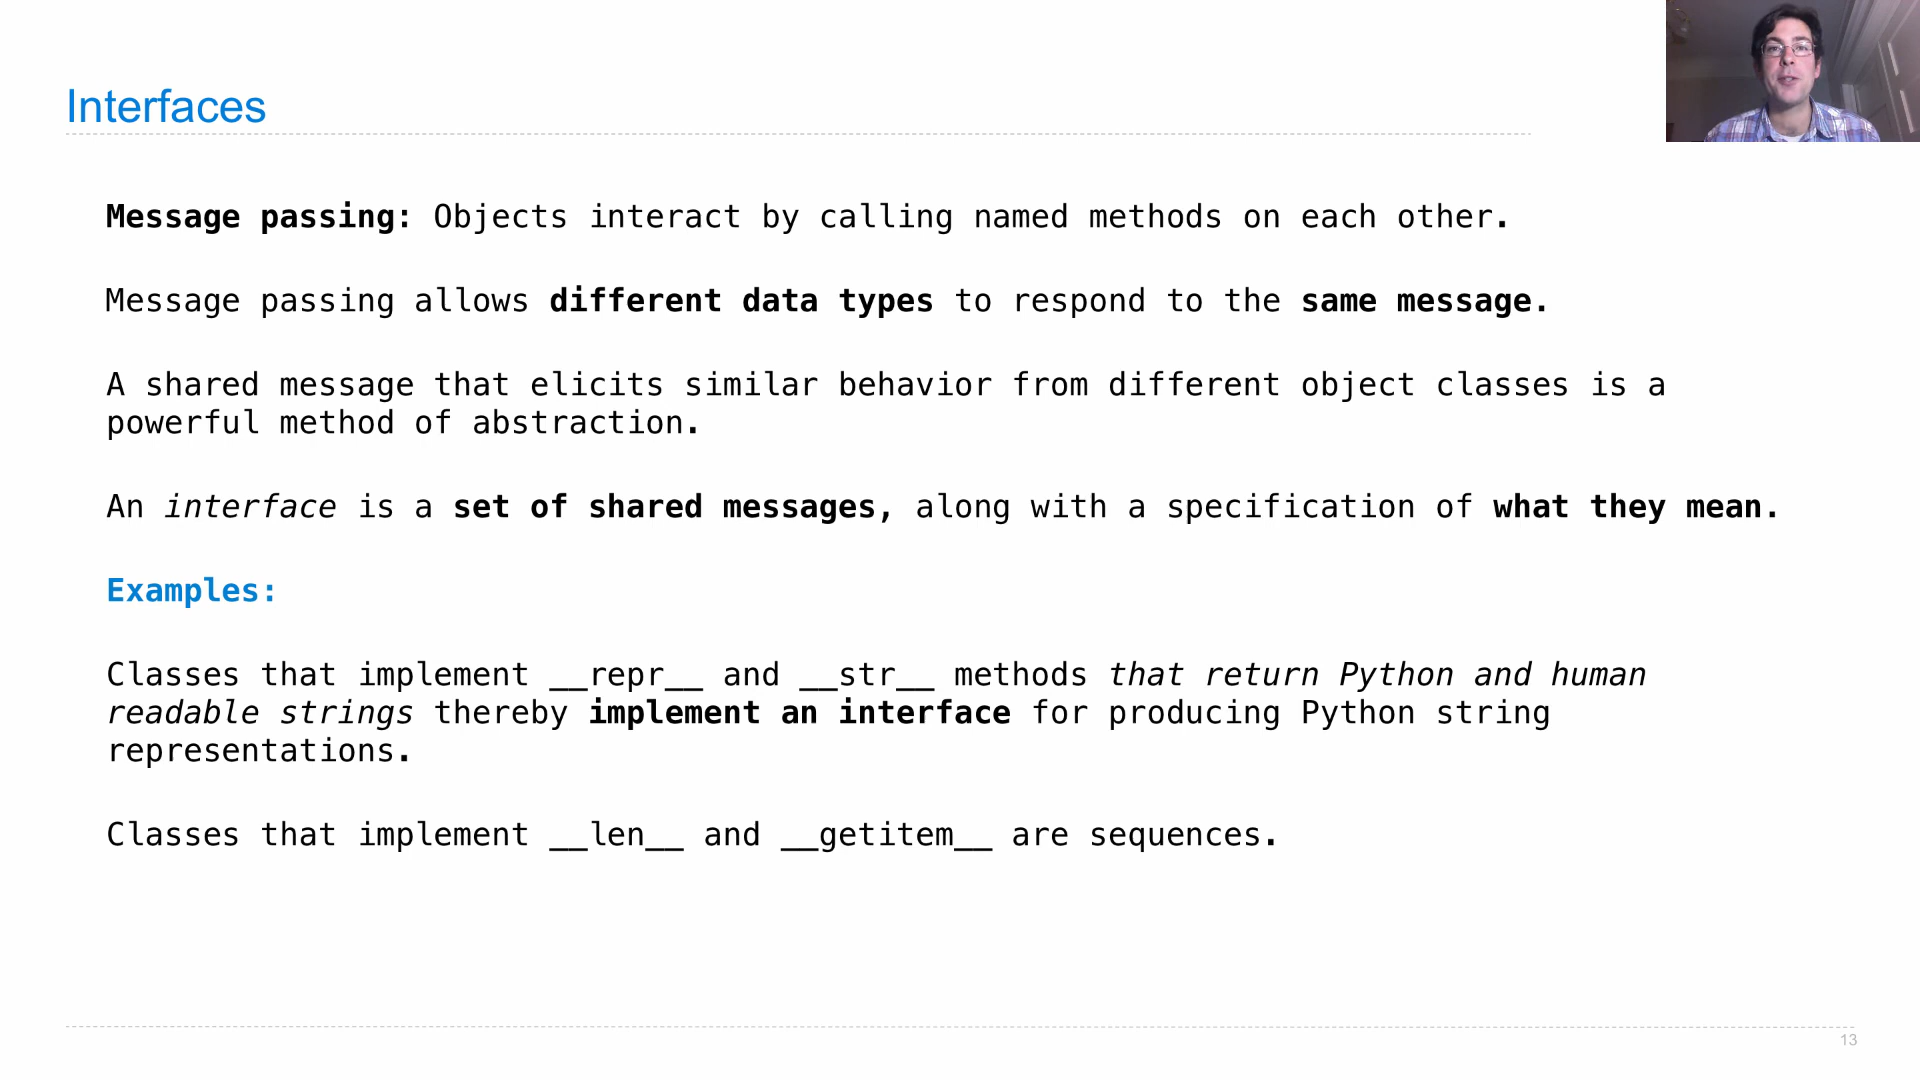 Interfaces
Message passing: Objects interact by calling named methods on each other.
Message passing allows different data types to respond to the same message.
A shared message that elicits similar behavior from different object classes is a
powerful method of abstraction.
An interface is a set of shared messages, along with a specification of what they mean.
Examples:
Classes that implement __repr__ and __str__ methods that return Python and human
readable strings thereby implement an interface for producing Python string
representations.
Classes that implement __len__ and __getitem__ are sequences.
13